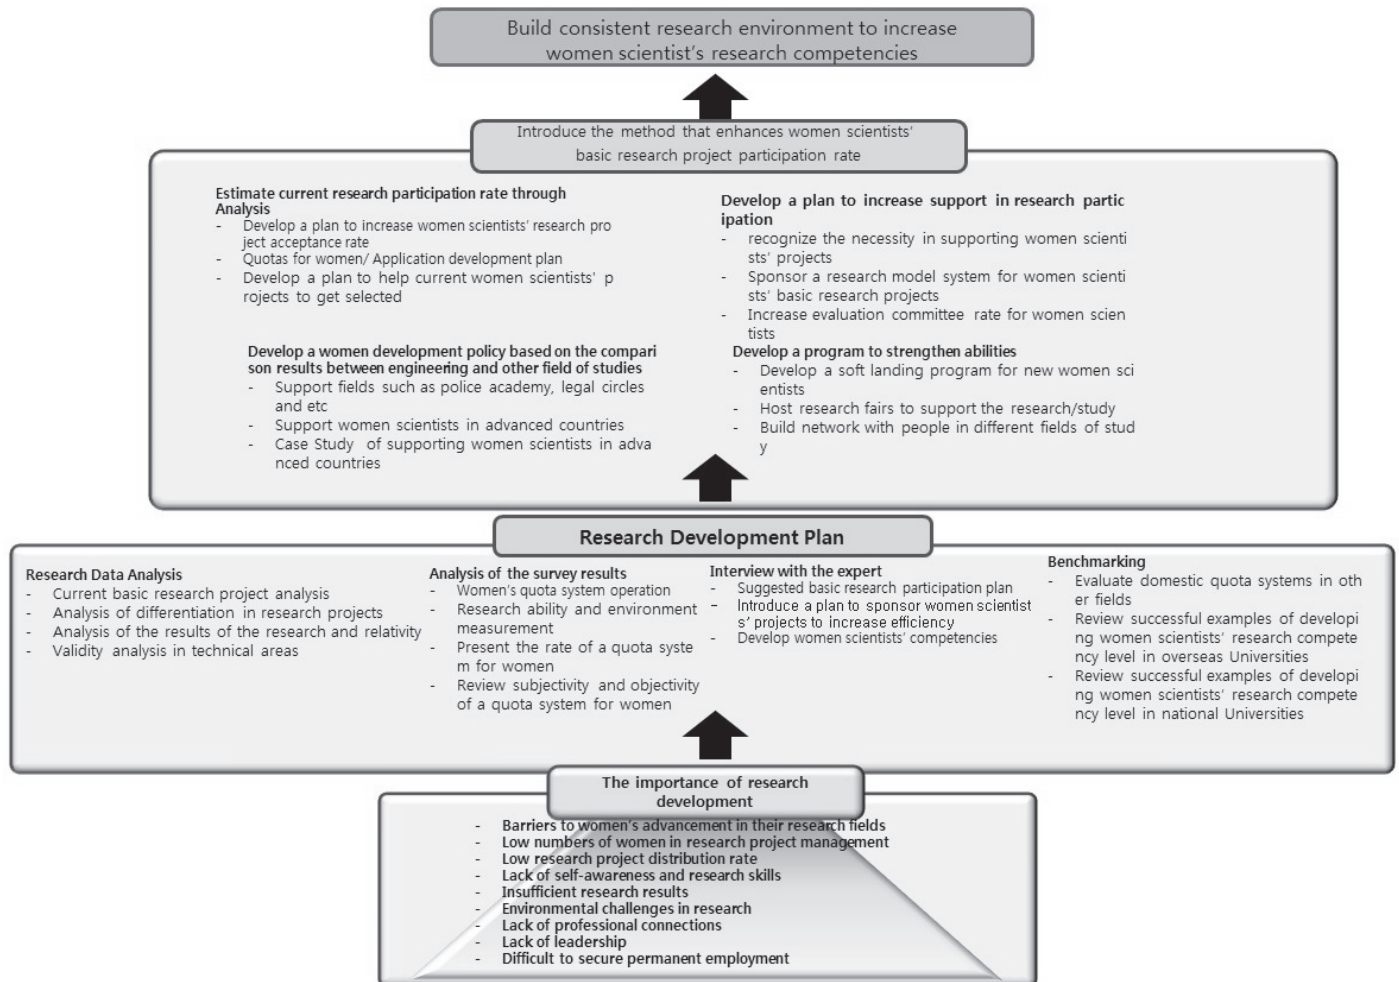 Build consistent research environment to increase
women scientist's research competencies
Introduce the method that enhances women scientists'
basic research project participation rate
Estimate current research participation rate through
Analysis
- Develop a plan to increase women scientists' research pro
ject acceptance rate
- Quotas for women/ Application development plan
- Develop a plan to help current women scientists' p
rojects to get selected
Develop a plan to increase support in research partic
ipation
- recognize the necessity in supporting women scienti
sts' projects
- Sponsor a research model system for women scienti
sts' basic research projects
- Increase evaluation committee rate for women scien
tists
Develop a women development policy based on the compari
son results between engineering and other field of studies
- Support fields such as police academy, legal circles
and etc
- Support women scientists in advanced countries
- Case Study of supporting women scientists in adva
nced countries
Develop a program to strengthen abilities
- Develop a soft landing program for new women sci
entists
- Host research fairs to support the research/study
- Build network with people in different fields of stud
y
Research Development Plan
Research Data Analysis
- Current basic research project analysis
- Analysis of differentiation in research projects
- Analysis of the results of the research and relativity
- Validity analysis in technical areas
Analysis of the survey results
- Women's quota system operation
- Research ability and environment
measurement
- Present the rate of a quota syste
m for women
- Review subjectivity and objectivity
of a quota system for women
Interview with the expert
- Suggested basic research participation plan
- Introduce a plan to sponsor women scientist
s' projects to increase efficiency
- Develop women scientists' competencies
Benchmarking
- Evaluate domestic quota systems in oth
er fields
- Review successful examples of developi
ng women scientists' research compete
ncy level in overseas Universities
- Review successful examples of developi
ng women scientists' research compete
ncy level in national Universities
The importance of research
development
- Barriers to women's advancement in their research fields
- Low numbers of women in research project management
- Low research project distribution rate
- Lack of self-awareness and research skills
- Insufficient research results
- Environmental challenges in research
- Lack of professional connections
- Lack of leadership
- Difficult to secure permanent employment